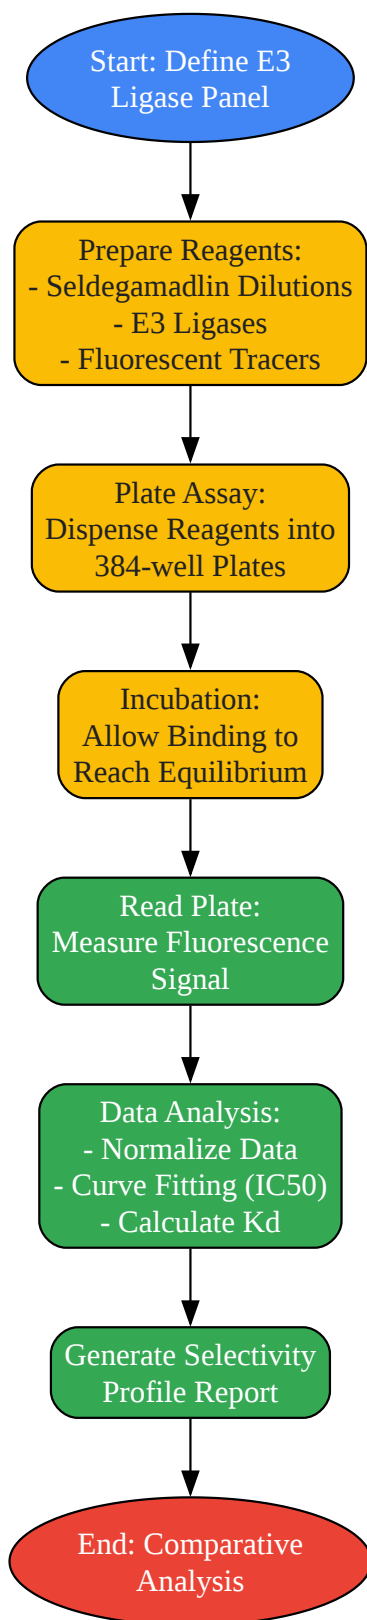 Start: Define E3
Ligase Panel
Prepare Reagents:
- Seldegamadlin Dilutions
- E3 Ligases
- Fluorescent Tracers
Plate Assay:
Dispense Reagents into
384-well Plates
Incubation:
Allow Binding to
Reach Equilibrium
Read Plate:
Measure Fluorescence
Signal
Data Analysis:
- Normalize Data
- Curve Fitting (IC50)
- Calculate Kd
Generate Selectivity
Profile Report
End: Comparative
Analysis